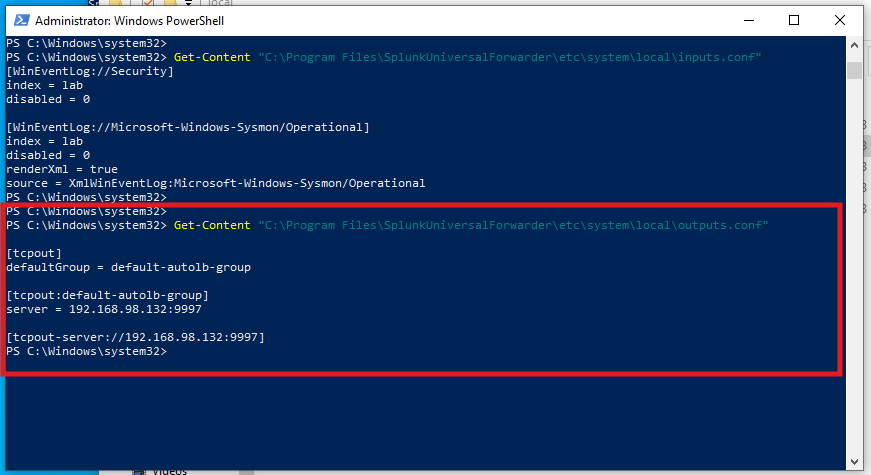 local
Administrator: Windows PowerShell
PS C:\Windows\system32>
PS C:\Windows\system32> Get-Content "C:\Program Files\SplunkUniversalForwarder\etc\system\local\inputs.conf"
[WinEventLog://Security]
index = lab
disabled = 0
[WinEventLog://Microsoft-Windows-Sysmon/Operational]
index = lab
disabled = 0
renderXml = true
source = XmlWinEventLog:Microsoft-Windows-Sysmon/Operational
PS C:\Windows\system32>
PS C:\Windows\system32>
PS C:\Windows\system32> Get-Content "C:\Program Files\SplunkUniversalForwarder\etc\system\local\outputs.conf"
[tcpout]
defaultGroup = default-autolb-group
[tcpout:default-autolb-group]
server = 192.168.98.132:9997
[tcpout-server://192.168.98.132:9997]
PS C:\Windows\system32>
Videos